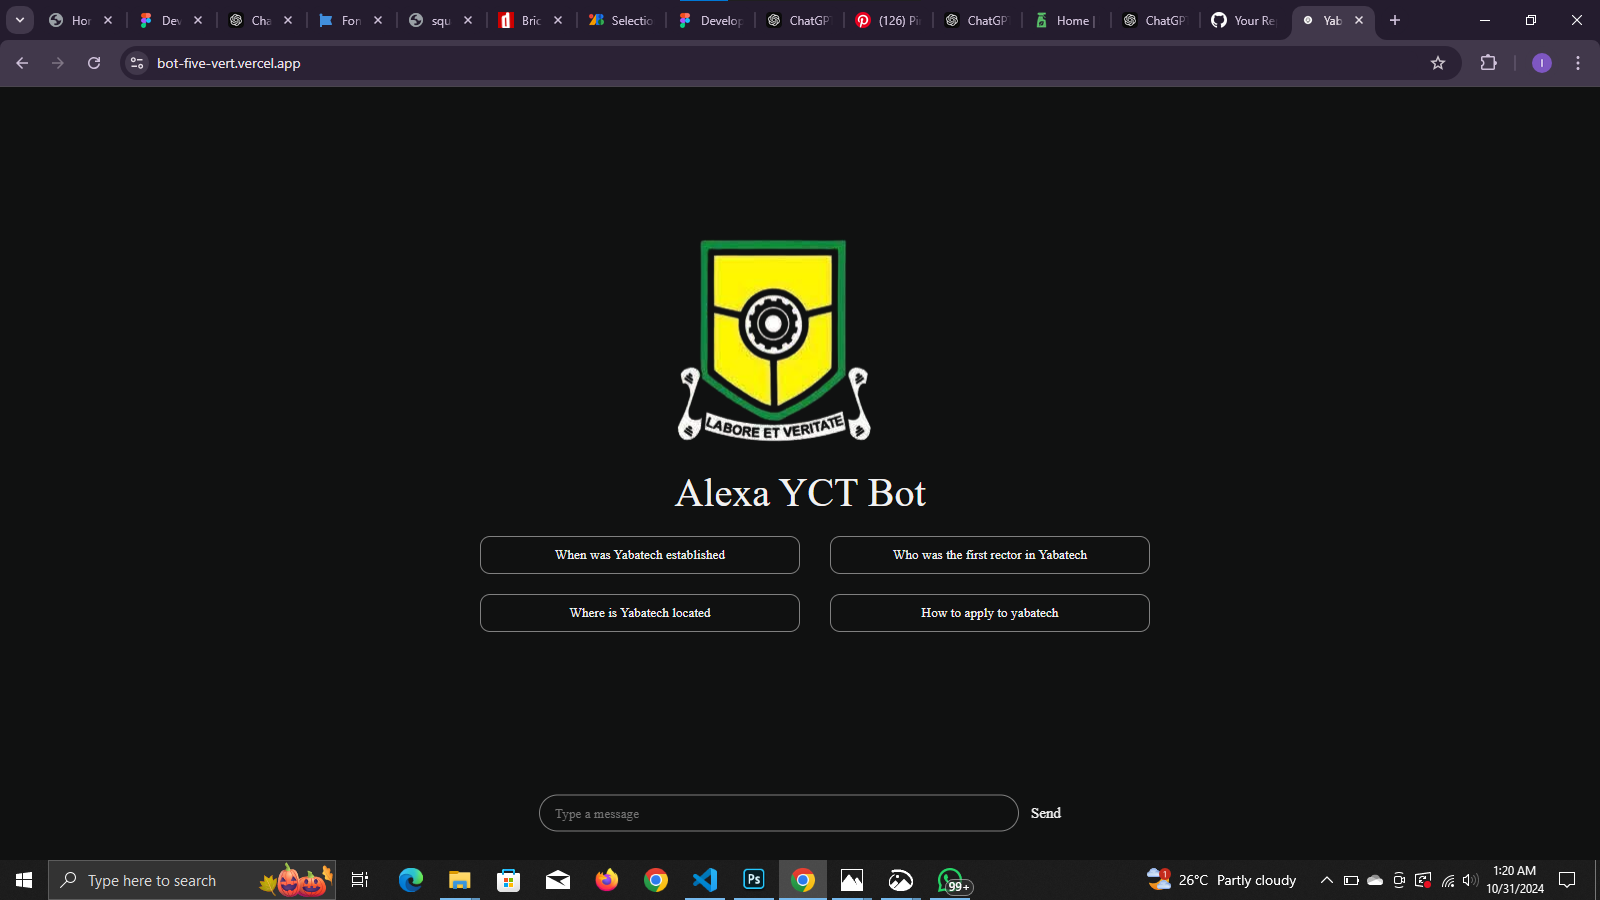 Hor
Dev
Cha
Fon
squ
Bric
Selectio
Develop
ChatGP
(126) Pi
ChatGP
Home |
ChatGP
Your Re
Yab
bot-five-vert.vercel.app
I
LABORE ET VERITATE
Alexa YCT Bot
When was Yabatech established
Who was the first rector in Yabatech
Where is Yabatech located
How to apply to yabatech
Type a message
Send
Type here to search
Ps
99+
1
26°C Partly cloudy
1:20 AM
10/31/2024